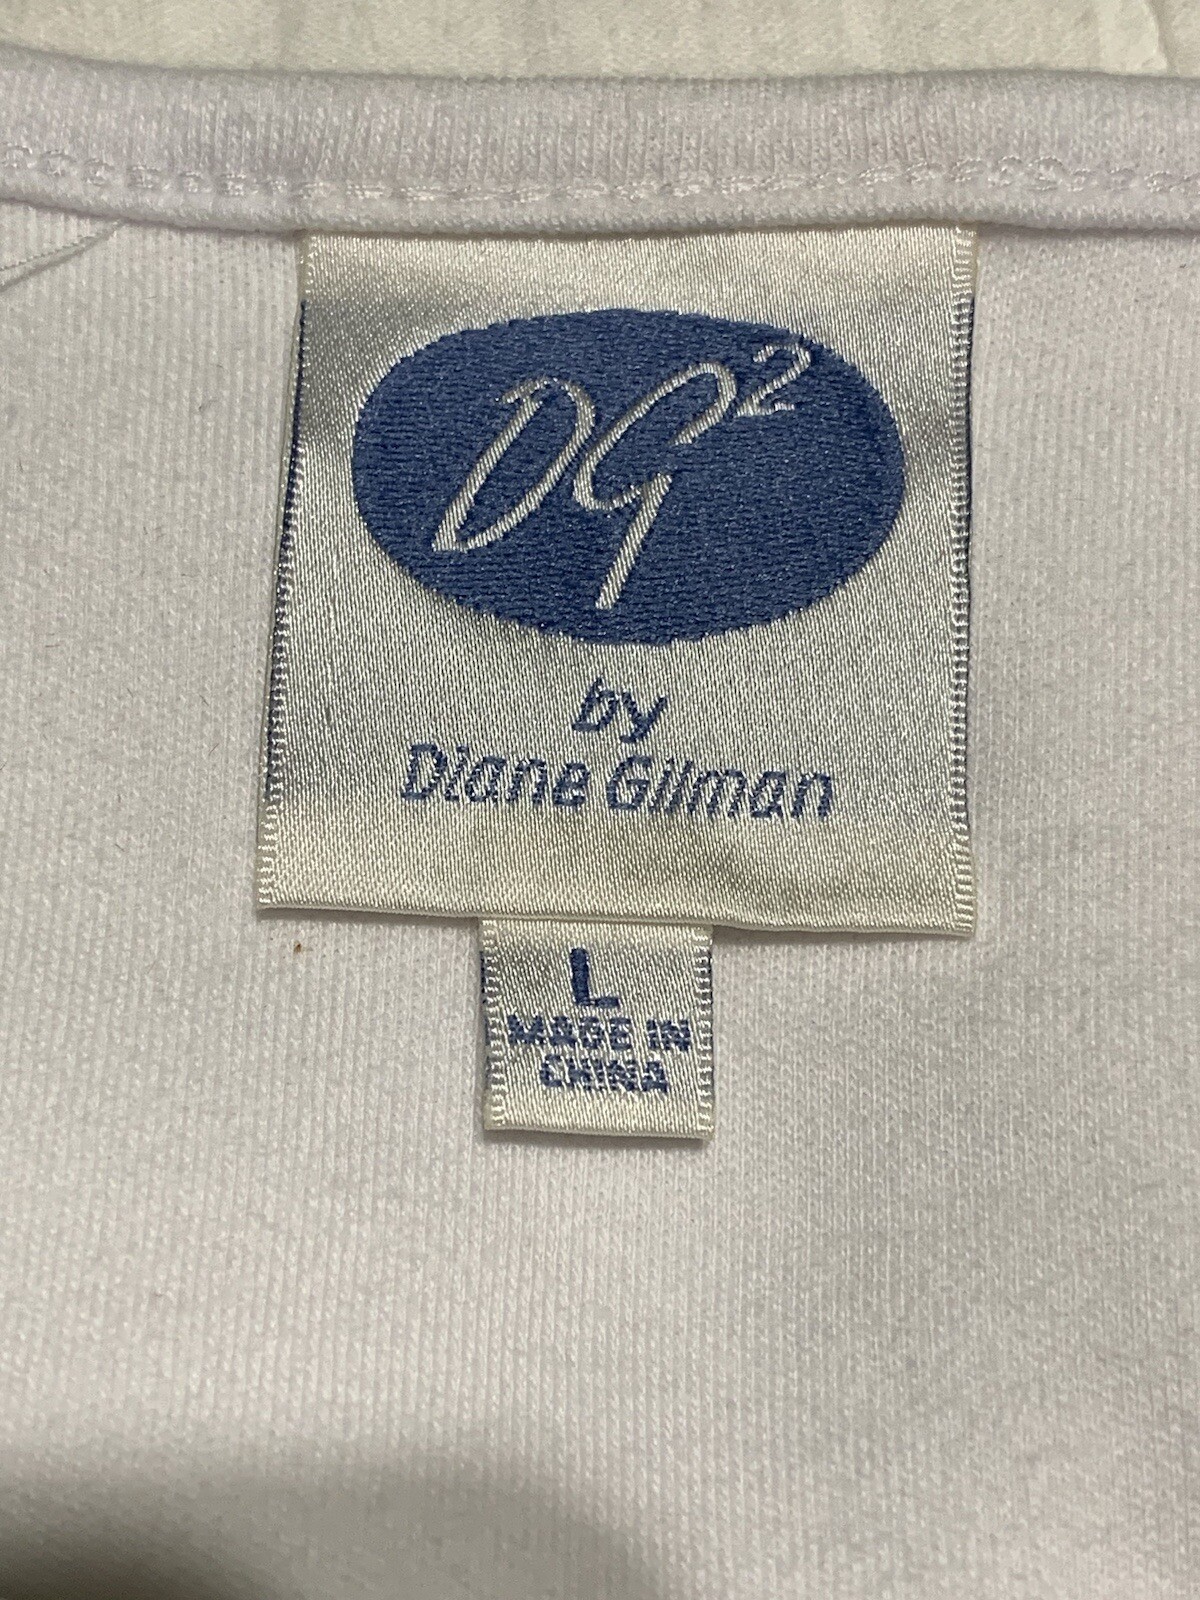 DG²
by
Diane Gilman
L
MADE IN
CHINA